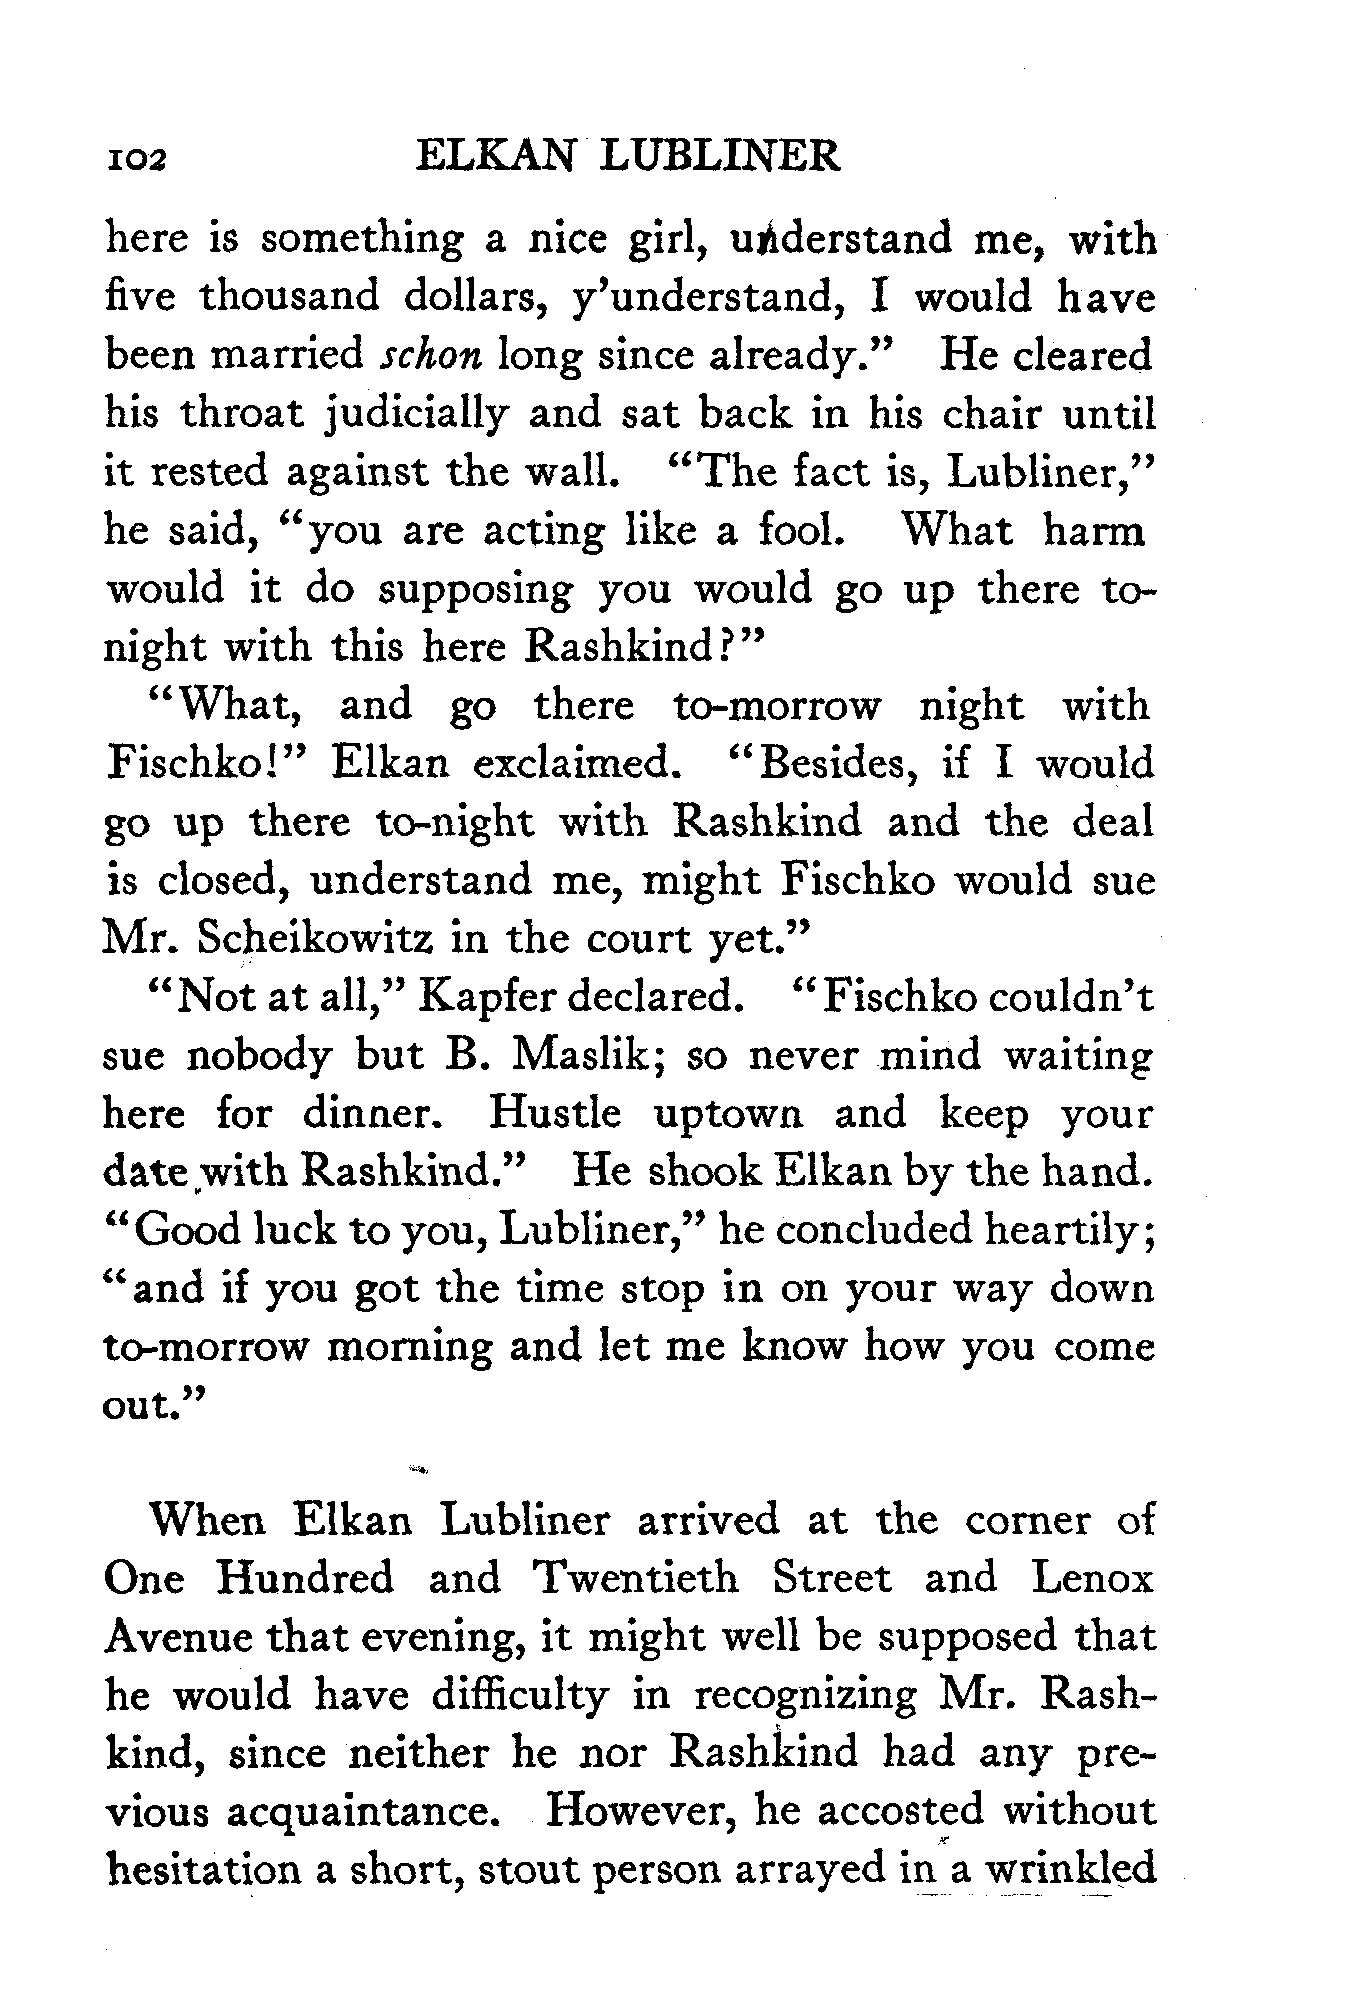 102 ELKAN LUBLINER
here is something a nice girl, understand me, with
five thousand dollars, y'understand, I would have
been married schon long since already." He cleared
his throat judicially and sat back in his chair until
it rested against the wall. "The fact is, Lubliner,"
he said, "you are acting like a fool. What harm
would it do supposing you would go up there to-
night with this here Rashkind?"
"What, and go there to-morrow night with
Fischko!" Elkan exclaimed. "Besides, if I would
go up there to-night with Rashkind and the deal
is closed, understand me, might Fischko would sue
Mr. Scheikowitz in the court yet."
"Not at all," Kapfer declared. "Fischko couldn't
sue nobody but B. Maslik; so never mind waiting
here for dinner. Hustle uptown and keep your
date with Rashkind." He shook Elkan by the hand.
"Good luck to you, Lubliner," he concluded heartily;
"and if you got the time stop in on your way down
to-morrow morning and let me know how you come
out."
When Elkan Lubliner arrived at the corner of
One Hundred and Twentieth Street and Lenox
Avenue that evening, it might well be supposed that
he would have difficulty in recognizing Mr. Rash-
kind, since neither he nor Rashkind had any pre-
vious acquaintance. However, he accosted without
hesitation a short, stout person arrayed in a wrinkled